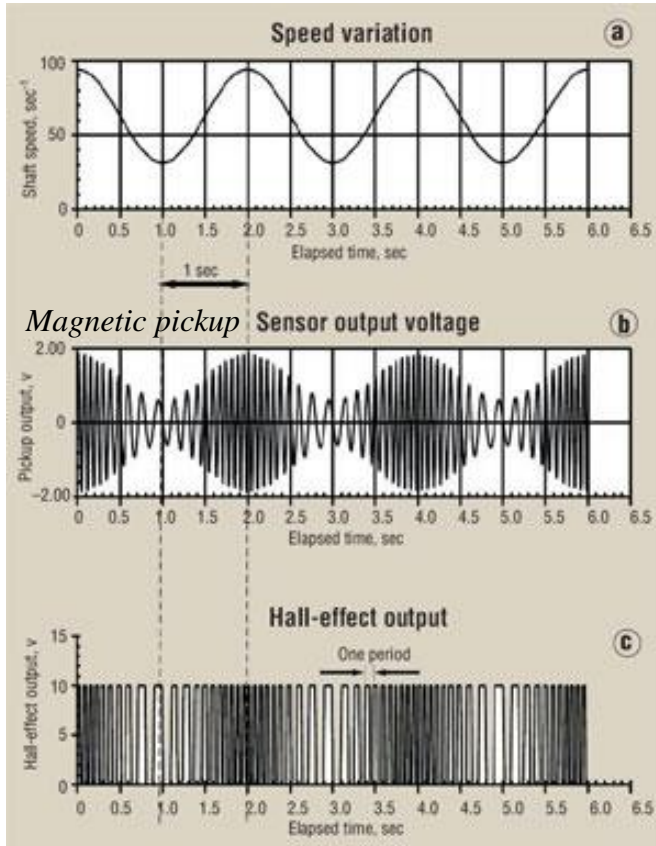 Speed variation
a
Shaft speed, sec⁻¹
100
50
0
0 0.5 1.0 1.5 2.0 2.5 3.0 3.5 4.0 4.5 5.0 5.5 6.0 6.5
Elapsed time, sec
1 sec
Magnetic pickup Sensor output voltage
b
Pickup output, v
2.00
0
–2.00
0 0.5 1.0 1.5 2.0 2.5 3.0 3.5 4.0 4.5 5.0 5.5 6.0 6.5
Elapsed time, sec
Hall-effect output
c
Hall-effect output, v
15
10
5
0
One period
0 0.5 1.0 1.5 2.0 2.5 3.0 3.5 4.0 4.5 5.0 5.5 6.0 6.5
Elapsed time, sec